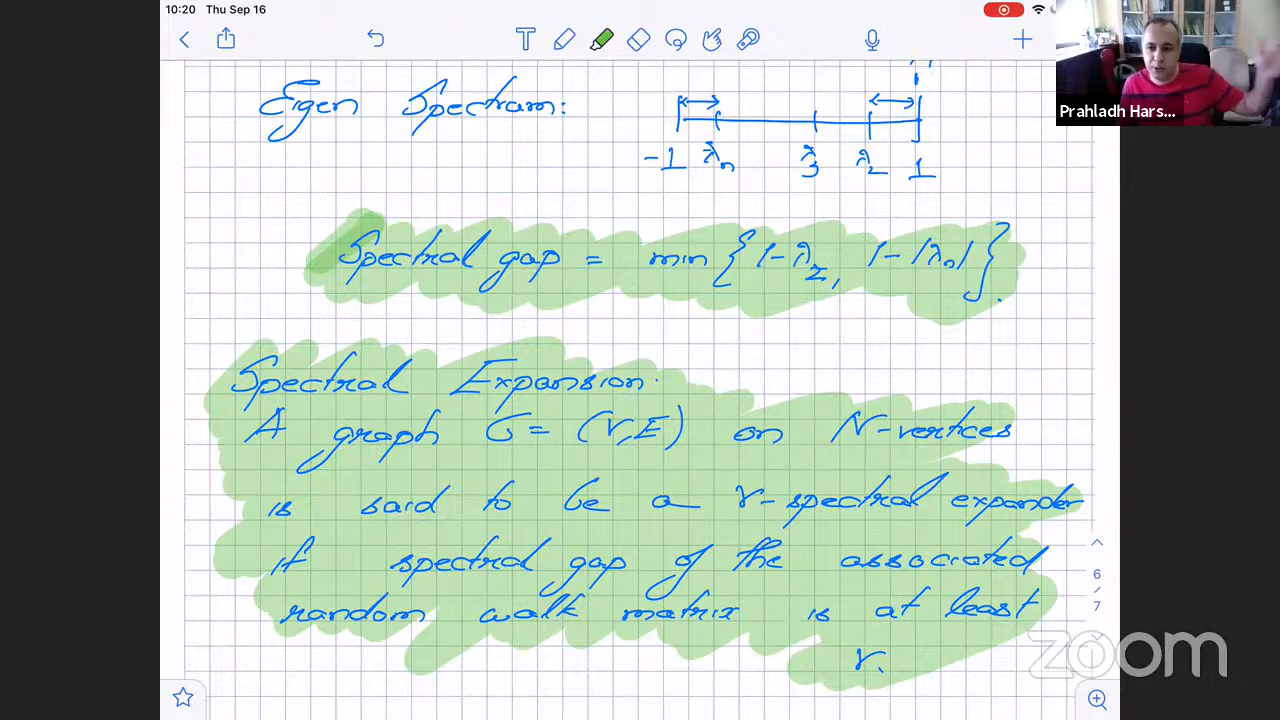 10:20 Thu Sep 16
Prahladh Hars...
Eigen Spectrum:
-1 λn λ3 λ2 1
Spectral gap = min { 1-λ2, 1-|λn| }.
Spectral Expansion.
A graph G = (V,E) on N-vertices
is said to be a γ-spectral expander
if spectral gap of the associated
random walk matrix is at least
γ.
6
7
zoom